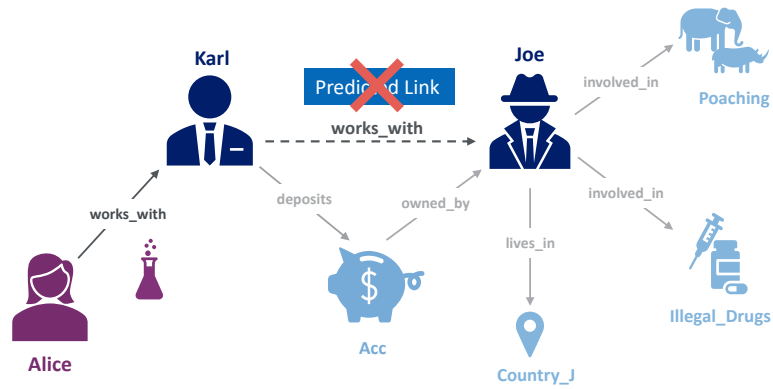 Karl
Joe
Predicted Link
works_with
involved_in
Poaching
works_with
deposits
owned_by
involved_in
lives_in
$
Alice
Acc
Country_J
Illegal_Drugs